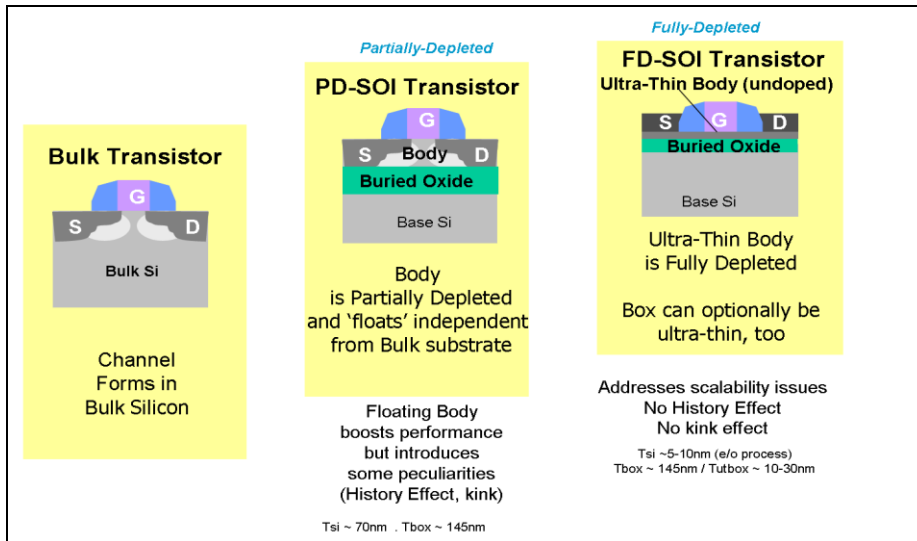 Bulk Transistor
G
S
D
Bulk Si
Channel
Forms in
Bulk Silicon
Partially-Depleted
PD-SOI Transistor
G
S
Body
D
Buried Oxide
Base Si
Body
is Partially Depleted
and ‘floats’ independent
from Bulk substrate
Floating Body
boosts performance
but introduces
some peculiarities
(History Effect, kink)
Tsi ~ 70nm . Tbox ~ 145nm
Fully-Depleted
FD-SOI Transistor
Ultra-Thin Body (undoped)
S
G
D
Buried Oxide
Base Si
Ultra-Thin Body
is Fully Depleted
Box can optionally be
ultra-thin, too
Addresses scalability issues
No History Effect
No kink effect
Tsi ~5-10nm (e/o process)
Tbox ~ 145nm / Tutbox ~ 10-30nm